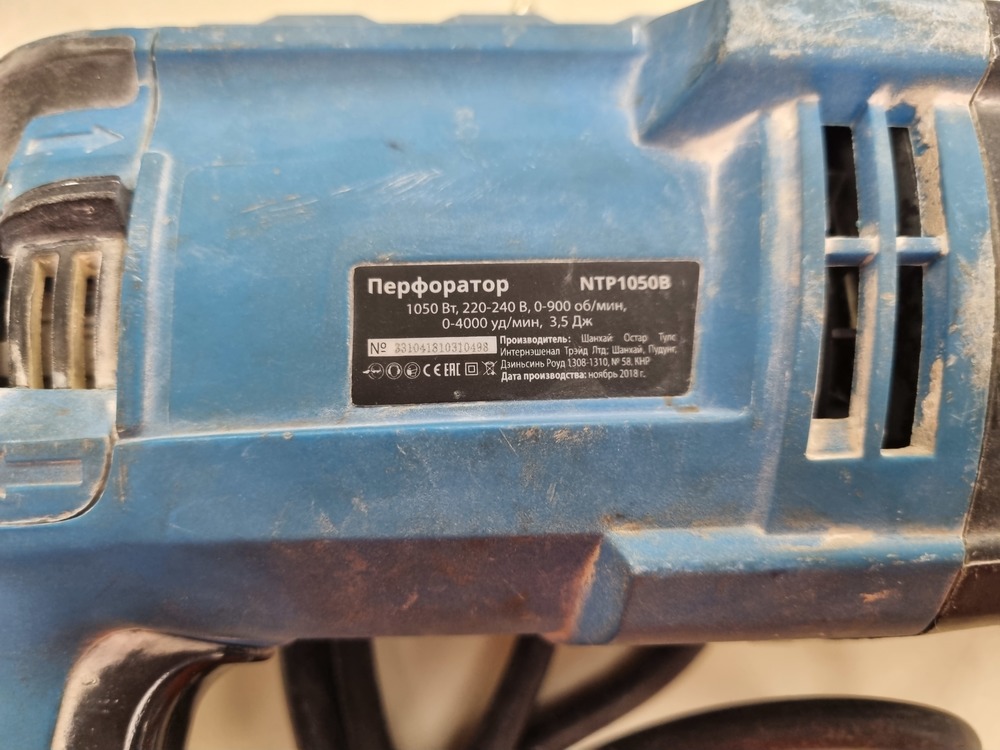 Перфоратор NTP1050B
1050 Вт, 220-240 В, 0-900 об/мин,
0-4000 уд/мин, 3,5 Дж
№ 331041810310498
Производитель: Шанхай Остар Тулс
Интернэшенал Трэйд Лтд; Шанхай, Пудунг,
Дзиньсинь Роуд 1308-1310, № 58, КНР
CE EAC
Дата производства: ноябрь 2018 г.